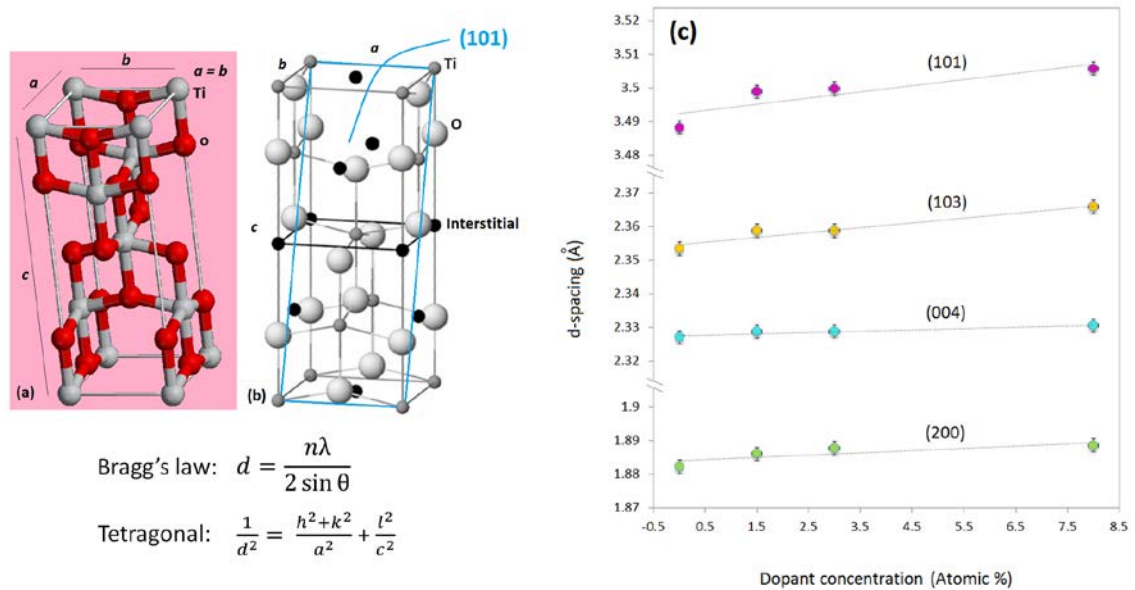 b
a
a = b
Ti
O
c
(a)
(101)
a
b
Ti
O
Interstitial
c
(b)
Bragg's law: d = nλ / 2 sin θ
Tetragonal: 1/d² = (h²+k²)/a² + l²/c²
(c)
3.52
3.51
3.5
3.49
3.48
2.37
2.36
2.35
2.34
2.33
2.32
1.9
1.89
1.88
1.87
d-spacing (Å)
(101)
(103)
(004)
(200)
-0.5 0.5 1.5 2.5 3.5 4.5 5.5 6.5 7.5 8.5
Dopant concentration (Atomic %)